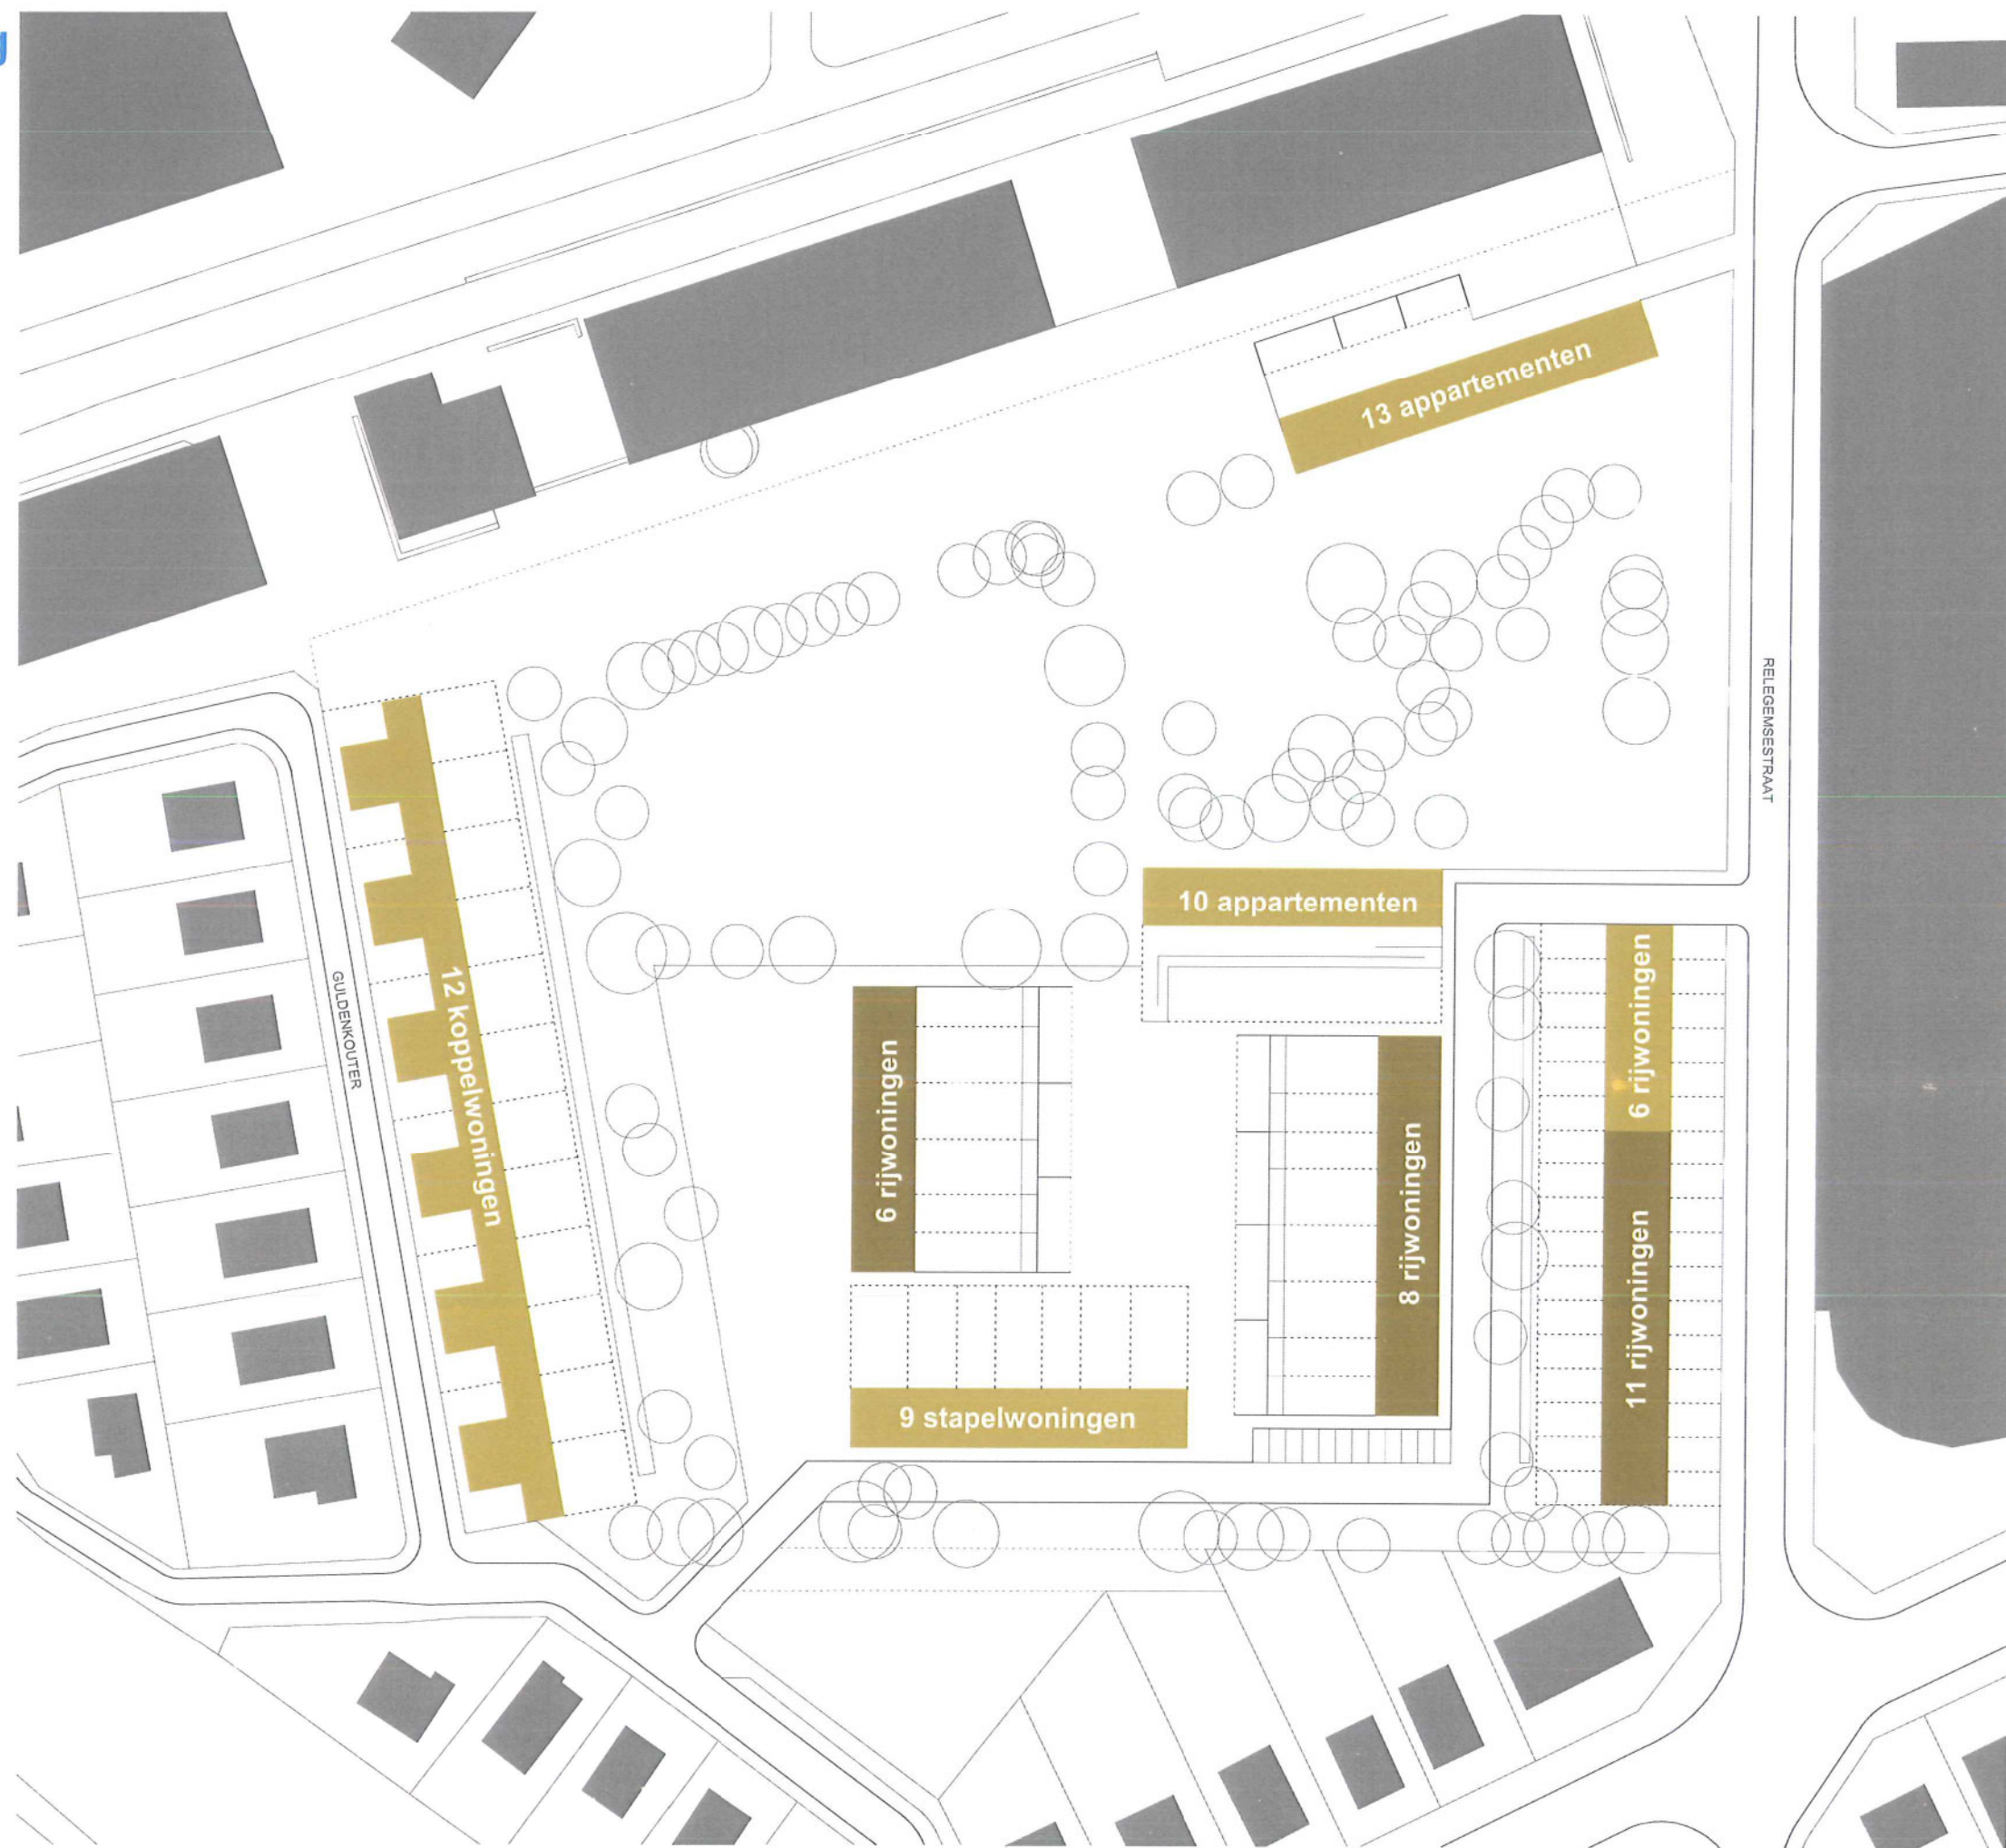 13 appartementen
RELEGEMSESTRAAT
10 appartementen
6 rijwoningen
12 koppelwoningen
GULDENKOUTER
6 rijwoningen
8 rijwoningen
11 rijwoningen
9 stapelwoningen